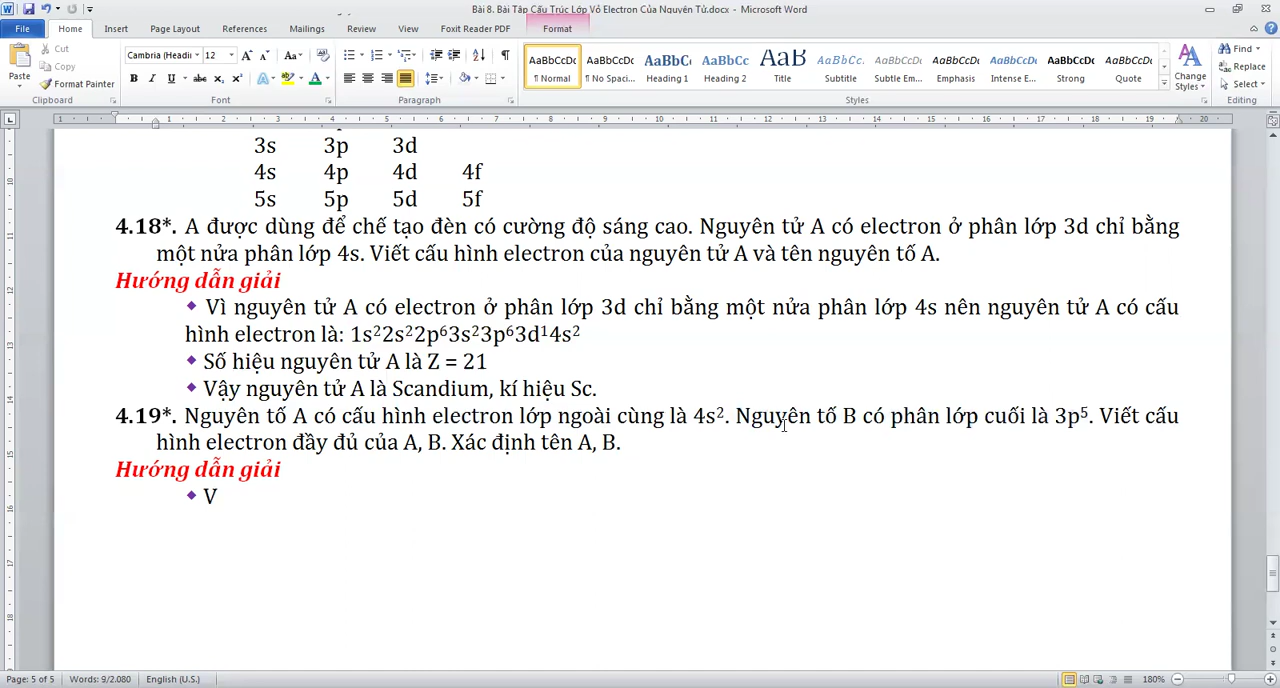 Bài 8. Bài Tập Cấu Trúc Lớp Vỏ Electron Của Nguyên Tử.docx - Microsoft Word
File Home Insert Page Layout References Mailings Review View Foxit Reader PDF Format
Cut
Copy
Format Painter
Paste
Clipboard
Cambria (Headi 12
Font
Paragraph
AaBbCcDc AaBbCcDc AaBbC AaBbCc AaB AaBbCc. AaBbCcDc AaBbCcDc AaBbCcDc AaBbCcDc AaBbCcDc
¶ Normal ¶ No Spaci... Heading 1 Heading 2 Title Subtitle Subtle Em... Emphasis Intense E... Strong Quote
Styles
Change Styles
Find
Replace
Select
Editing
3s 3p 3d
4s 4p 4d 4f
5s 5p 5d 5f
4.18*. A được dùng để chế tạo đèn có cường độ sáng cao. Nguyên tử A có electron ở phân lớp 3d chỉ bằng
một nửa phân lớp 4s. Viết cấu hình electron của nguyên tử A và tên nguyên tố A.
Hướng dẫn giải
❖ Vì nguyên tử A có electron ở phân lớp 3d chỉ bằng một nửa phân lớp 4s nên nguyên tử A có cấu
hình electron là: 1s²2s²2p⁶3s²3p⁶3d¹4s²
❖ Số hiệu nguyên tử A là Z = 21
❖ Vậy nguyên tử A là Scandium, kí hiệu Sc.
4.19*. Nguyên tố A có cấu hình electron lớp ngoài cùng là 4s². Nguyên tố B có phân lớp cuối là 3p⁵. Viết cấu
hình electron đầy đủ của A, B. Xác định tên A, B.
Hướng dẫn giải
❖ V
Page: 5 of 5 Words: 9/2.080 English (U.S.) 180%